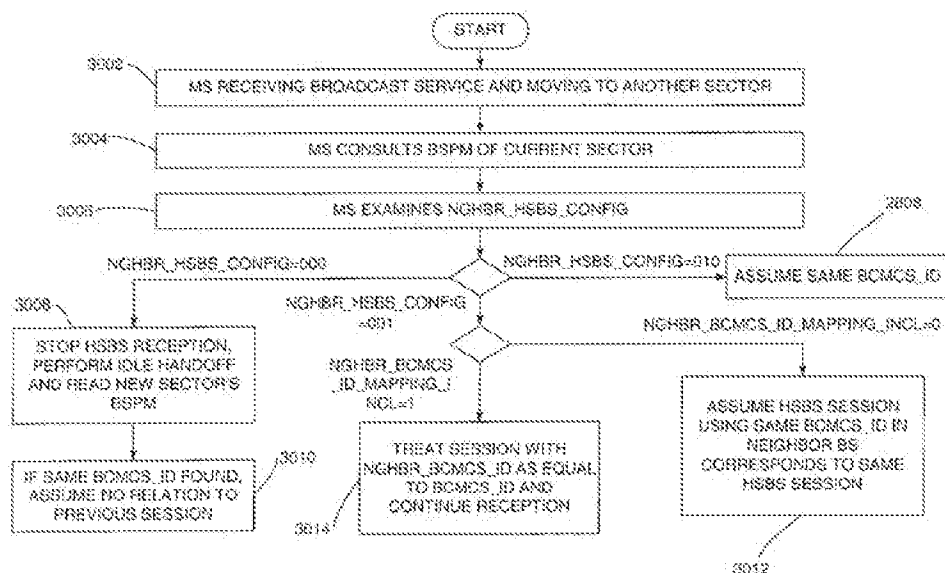 START
3002
MS RECEIVING BROADCAST SERVICE AND MOVING TO ANOTHER SECTOR
3004
MS CONSULTS BSPM OF CURRENT SECTOR
3006
MS EXAMINES NGHBR_HSBS_CONFIG
NGHBR_HSBS_CONFIG=000
NGHBR_HSBS_CONFIG=010
2808
ASSUME SAME BCMCS_ID
3008
STOP HSBS RECEPTION,
PERFORM IDLE HANDOFF
AND READ NEW SECTOR'S
BSPM
NGHBR_HSBS_CONFIG
=001
NGHBR_BCMCS_ID_MAPPING_INCL=0
NGHBR_BCMCS
_ID_MAPPING_I
NCL=1
IF SAME BCMCS_ID FOUND,
ASSUME NO RELATION TO
PREVIOUS SESSION
3010
TREAT SESSION WITH
NGHBR_BCMCS_ID AS EQUAL
TO BCMCS_ID AND
CONTINUE RECEPTION
3014
ASSUME HSBS SESSION
USING SAME BCMCS_ID IN
NEIGHBOR BS
CORRESPONDS TO SAME
HSBS SESSION
3012